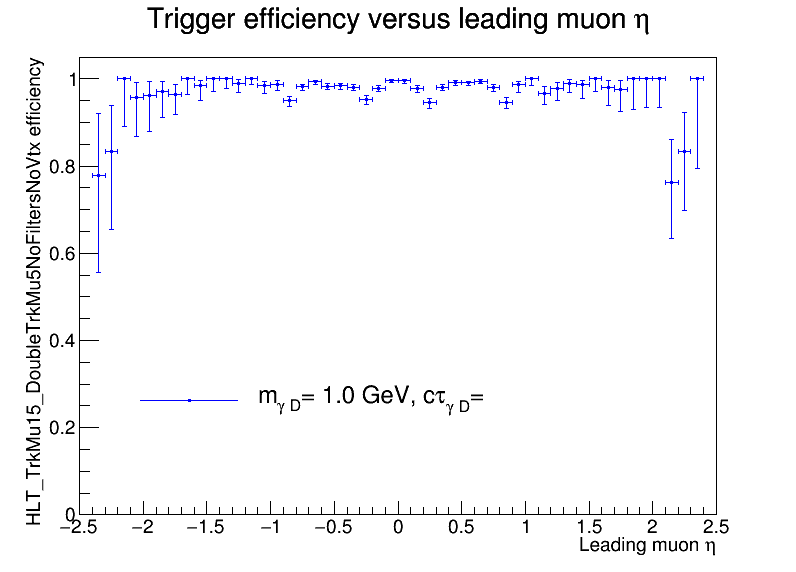 Trigger efficiency versus leading muon η
HLT_TrkMu15_DoubleTrkMu5NoFiltersNoVtx efficiency
1
0.8
0.6
0.4
0.2
0
m_γ D= 1.0 GeV, cτ_γ D=
−2.5 −2 −1.5 −1 −0.5 0 0.5 1 1.5 2 2.5
Leading muon η